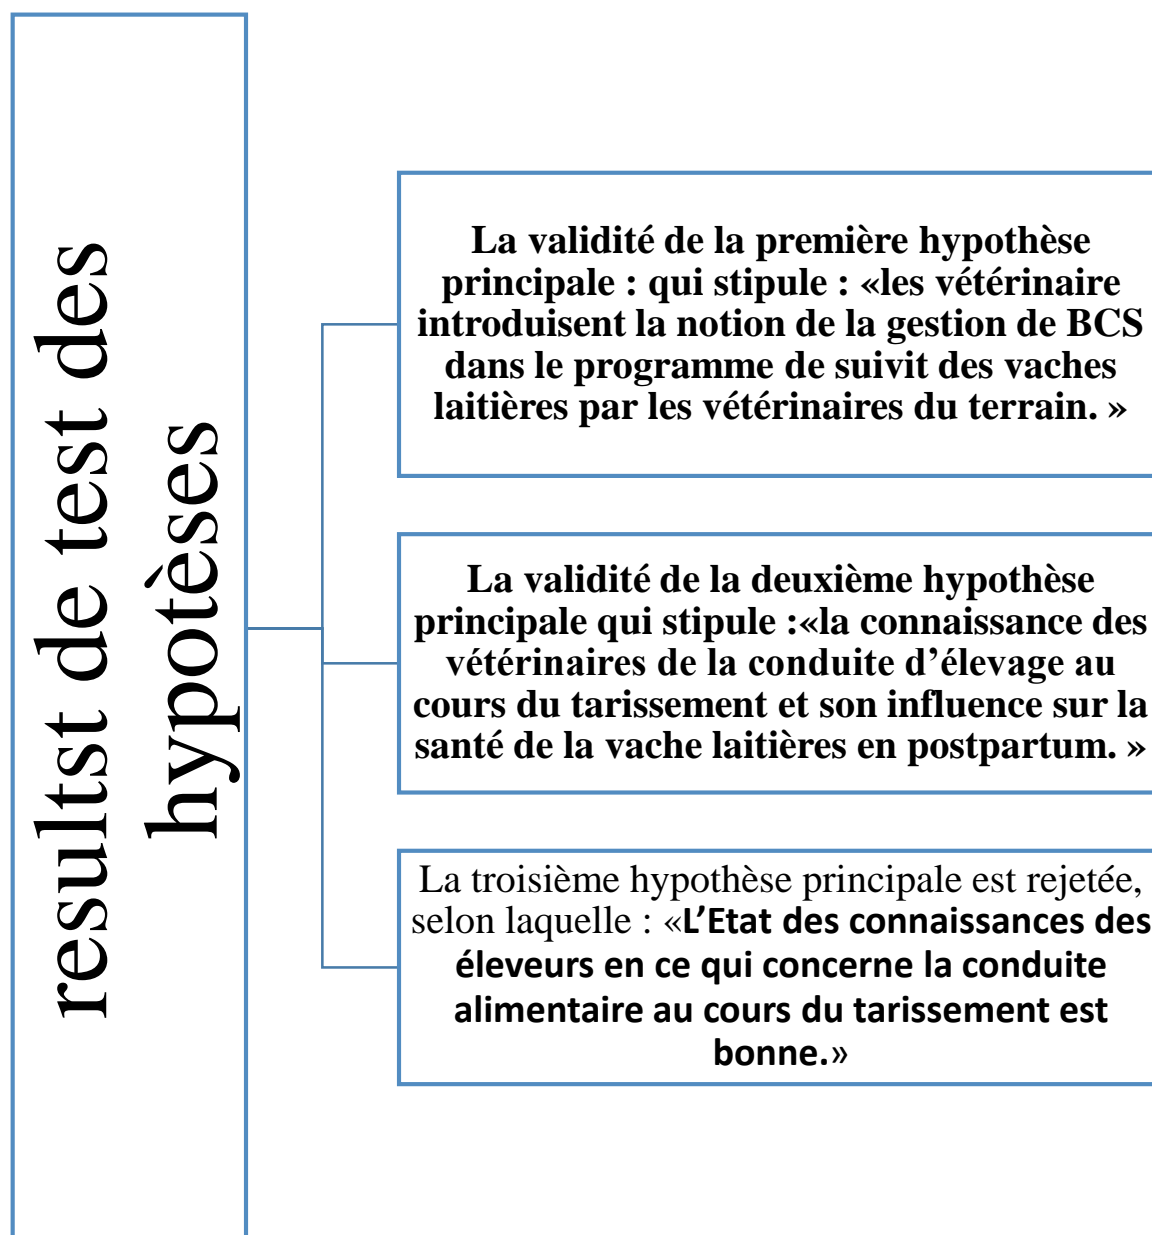 resultst de test des
hypotèses
La validité de la première hypothèse
principale : qui stipule : «les vétérinaire
introduisent la notion de la gestion de BCS
dans le programme de suivit des vaches
laitières par les vétérinaires du terrain. »
La validité de la deuxième hypothèse
principale qui stipule :«la connaissance des
vétérinaires de la conduite d’élevage au
cours du tarissement et son influence sur la
santé de la vache laitières en postpartum. »
La troisième hypothèse principale est rejetée,
selon laquelle : «L’Etat des connaissances des
éleveurs en ce qui concerne la conduite
alimentaire au cours du tarissement est
bonne.»